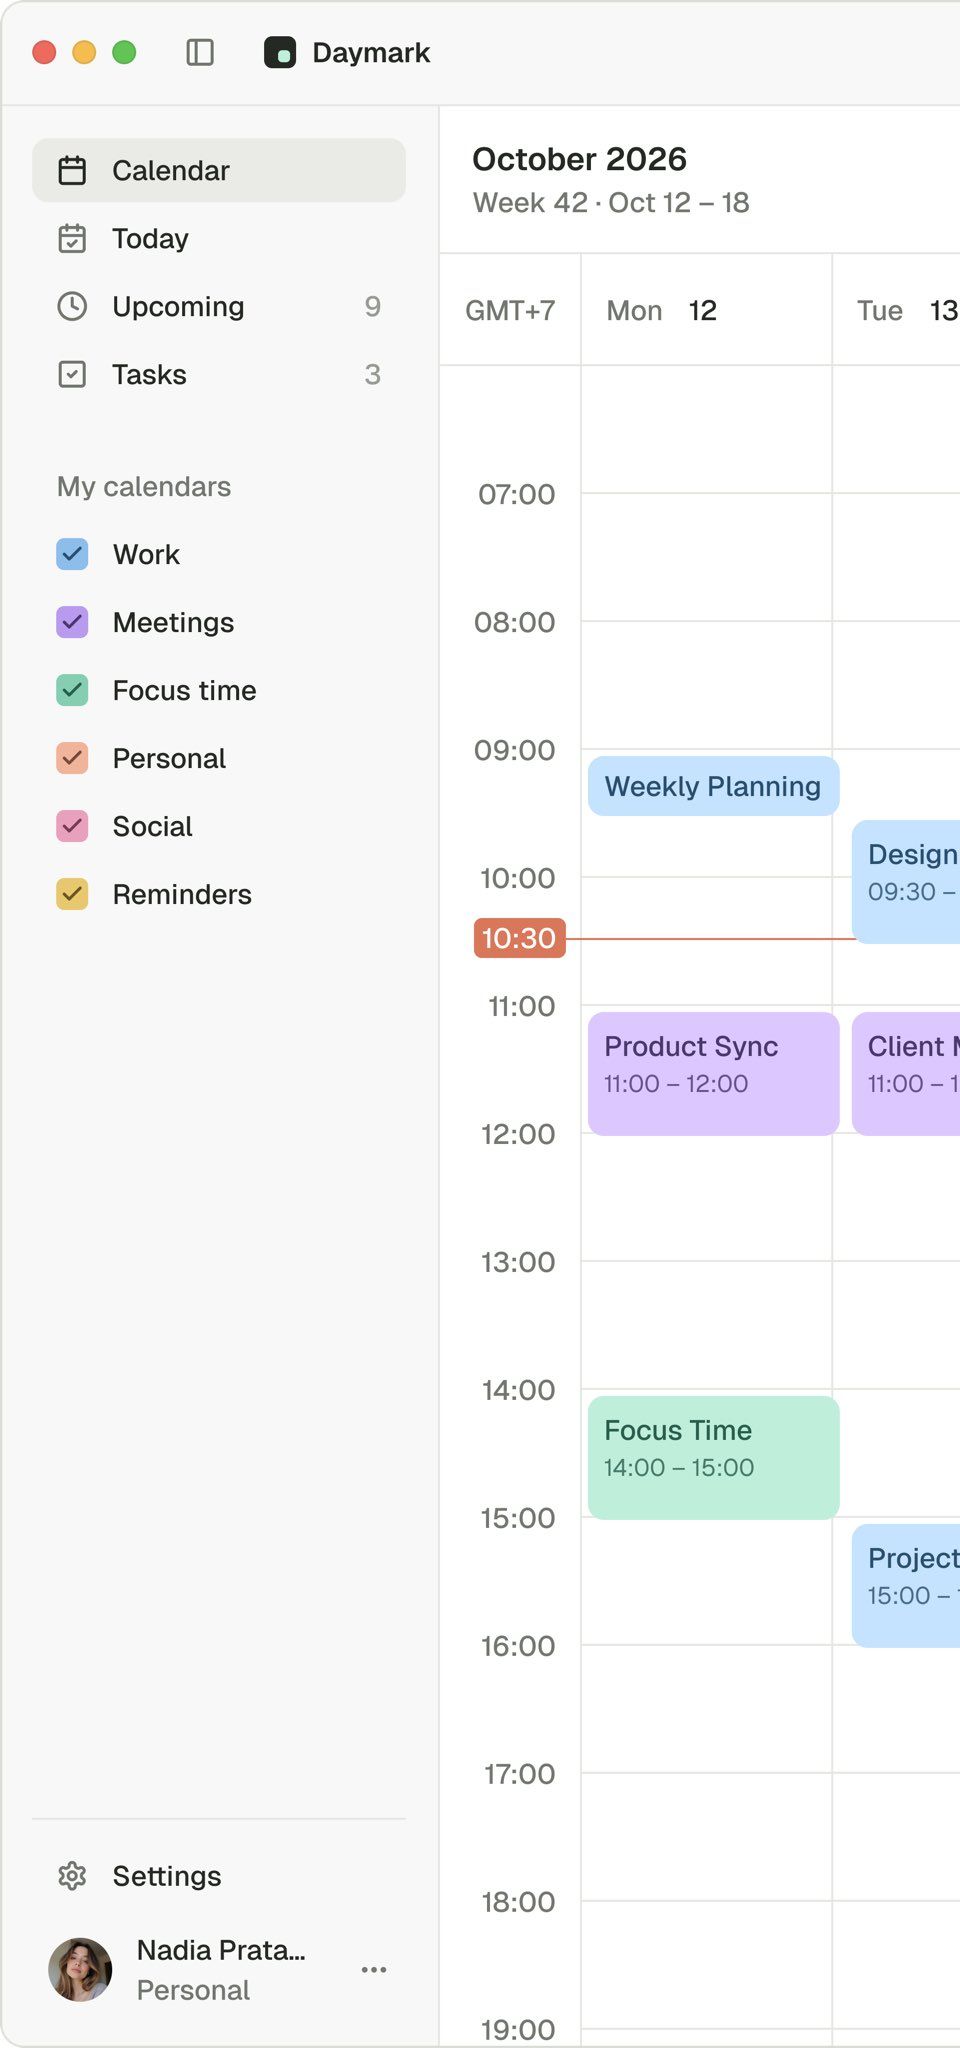 Daymark
Calendar
Today
Upcoming 9
Tasks 3
My calendars
Work
Meetings
Focus time
Personal
Social
Reminders
Settings
Nadia Prata...
Personal
October 2026
Week 42 · Oct 12 – 18
GMT+7 Mon 12 Tue 13
07:00
08:00
09:00
Weekly Planning
Design
09:30 –
10:00
10:30
11:00
Product Sync
11:00 – 12:00
Client
11:00 – 1
12:00
13:00
14:00
Focus Time
14:00 – 15:00
15:00
Project
15:00 –
16:00
17:00
18:00
19:00